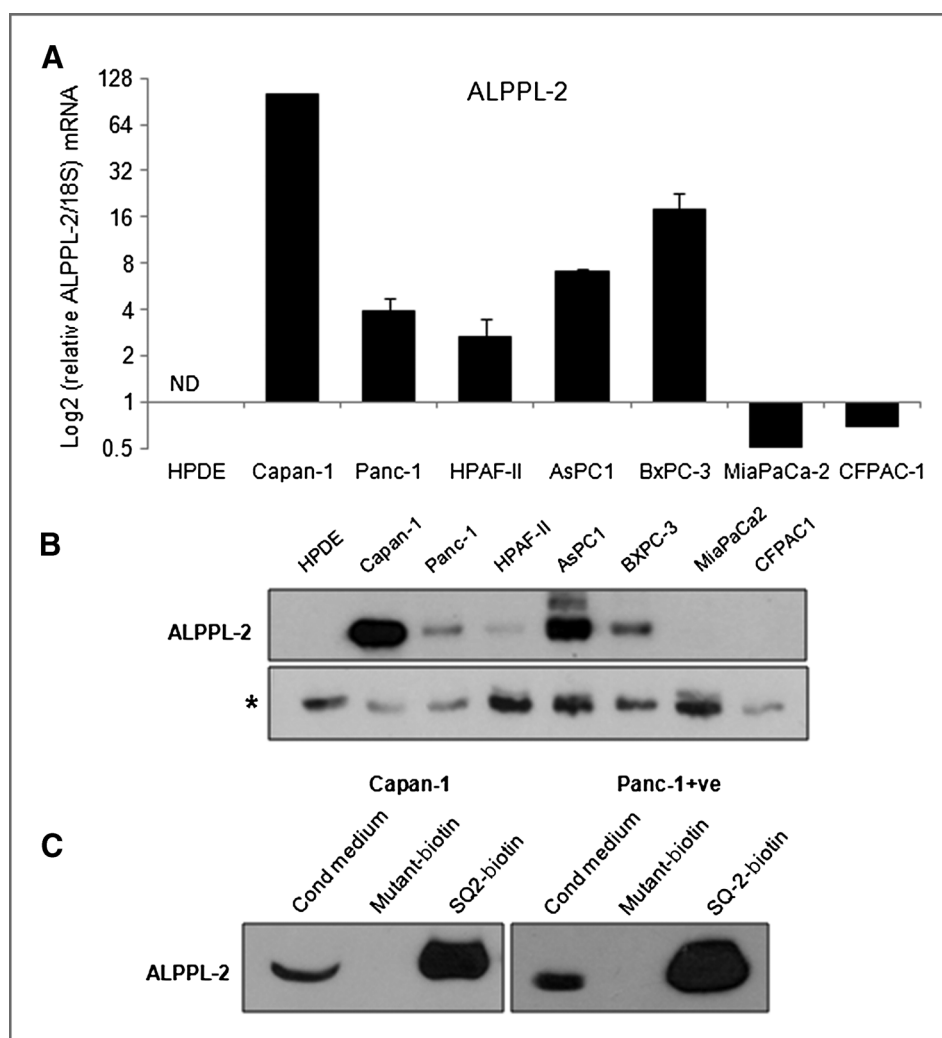 A
ALPPL-2
Log2 (relative ALPPL-2/18S) mRNA
128
64
32
16
8
4
2
1
0.5
ND
HPDE Capan-1 Panc-1 HPAF-II AsPC1 BxPC-3 MiaPaCa-2 CFPAC-1
B
HPDE Capan-1 Panc-1 HPAF-II AsPC1 BXPC-3 MiaPaCa2 CFPAC1
ALPPL-2
*
Capan-1 Panc-1+ve
C
Cond medium Mutant-biotin SQ2-biotin Cond medium Mutant-biotin SQ-2-biotin
ALPPL-2